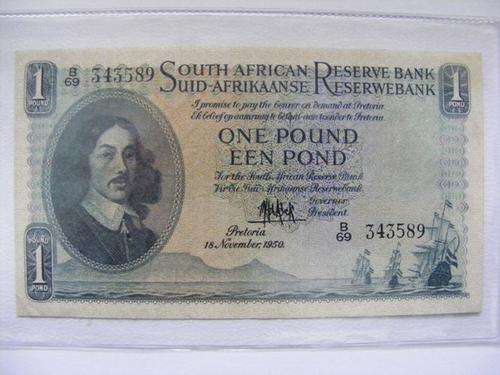 1
POUND
B/69 343589
SOUTH AFRICAN RESERVE BANK
SUID-AFRIKAANSE RESERWEBANK
1
POND
I promise to pay the bearer on demand at Pretoria
Ek beloof op aanvrag te betaal aan toonder te Pretoria
ONE POUND
EEN POND
For the South African Reserve Bank
Vir die Suid-Afrikaanse Reserwebank
Governor
President
Pretoria
18 November, 1950.
B/69 343589
1
POND